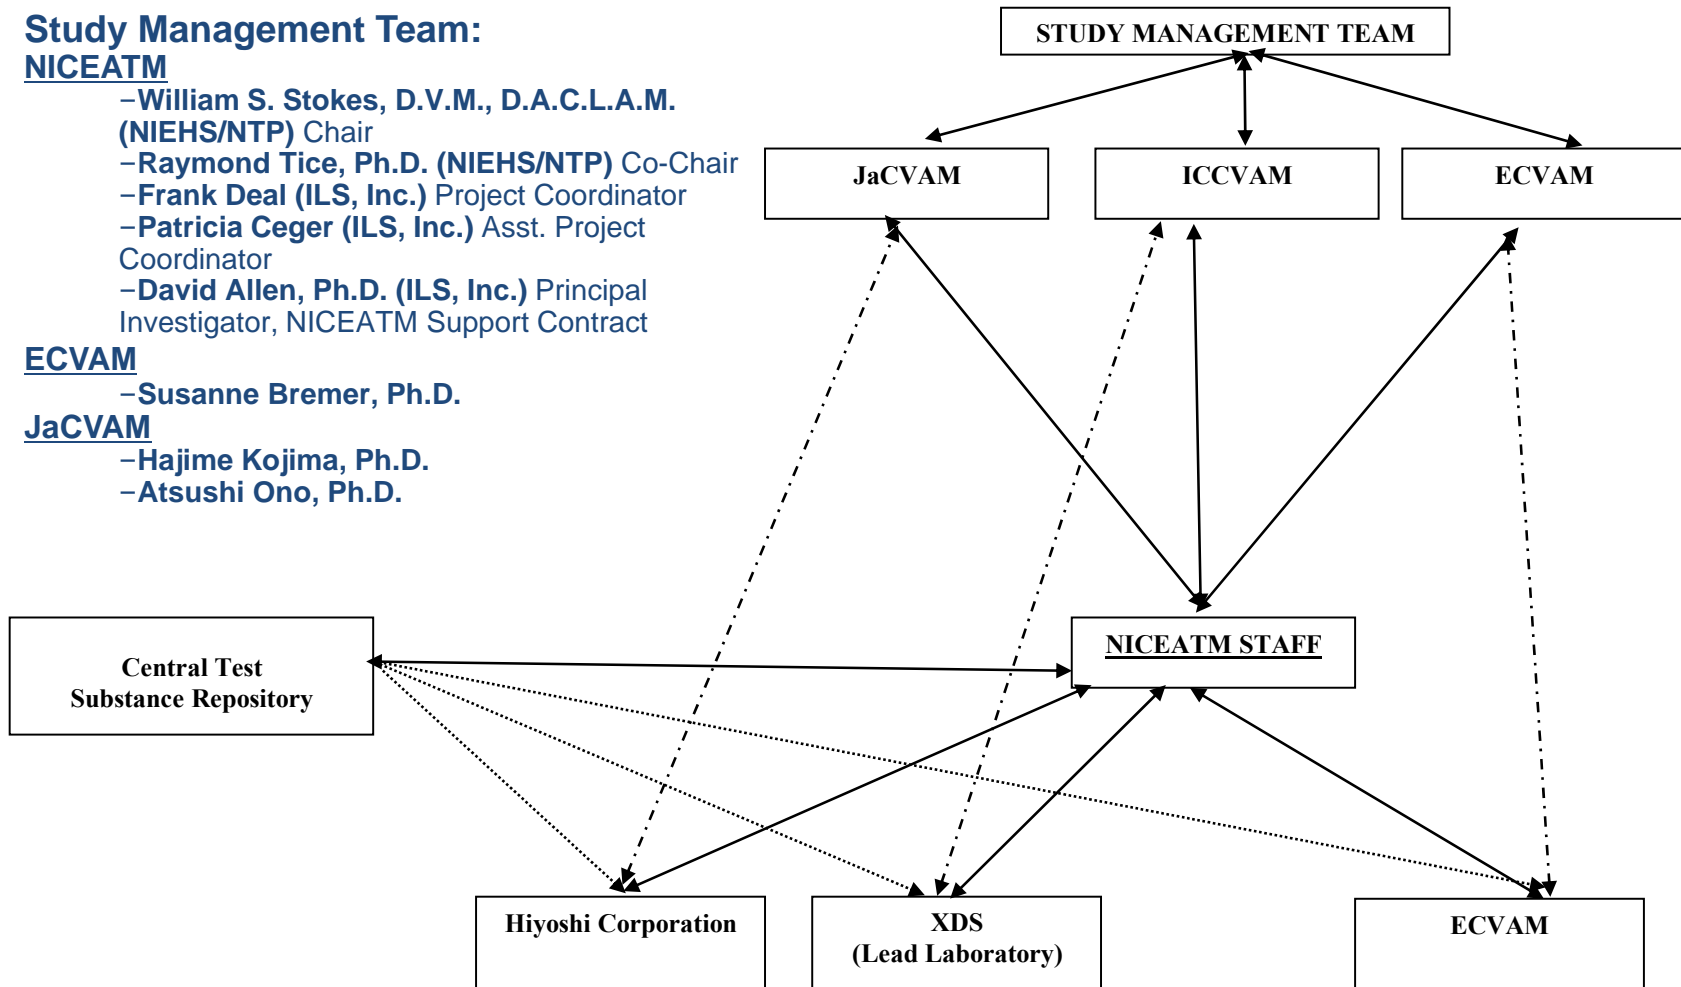 Study Management Team:
NICEATM
−William S. Stokes, D.V.M., D.A.C.L.A.M.
(NIEHS/NTP) Chair
−Raymond Tice, Ph.D. (NIEHS/NTP) Co-Chair
−Frank Deal (ILS, Inc.) Project Coordinator
−Patricia Ceger (ILS, Inc.) Asst. Project
Coordinator
−David Allen, Ph.D. (ILS, Inc.) Principal
Investigator, NICEATM Support Contract
ECVAM
−Susanne Bremer, Ph.D.
JaCVAM
−Hajime Kojima, Ph.D.
−Atsushi Ono, Ph.D.
STUDY MANAGEMENT TEAM
JaCVAM
ICCVAM
ECVAM
Central Test
Substance Repository
NICEATM STAFF
Hiyoshi Corporation
XDS
(Lead Laboratory)
ECVAM